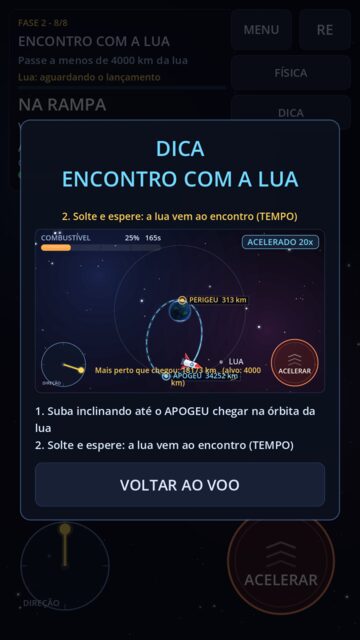 FASE 2 - 8/8
ENCONTRO COM A LUA
Passe a menos de 4000 km da lua
Lua: aguardando o lançamento
MENU
RE
FÍSICA
NA RAMPA
DICA
DICA
ENCONTRO COM A LUA
2. Solte e espere: a lua vem ao encontro (TEMPO)
COMBUSTÍVEL
25% 165s
ACELERADO 20x
PERIGEU 313 km
LUA
Mais perto que chegou: km (alvo: 4000
km)
APOGEU 34252 km
DIREÇÃO
ACELERAR
1. Suba inclinando até o APOGEU chegar na órbita da
lua
2. Solte e espere: a lua vem ao encontro (TEMPO)
VOLTAR AO VOO
DIREÇÃO
ACELERAR